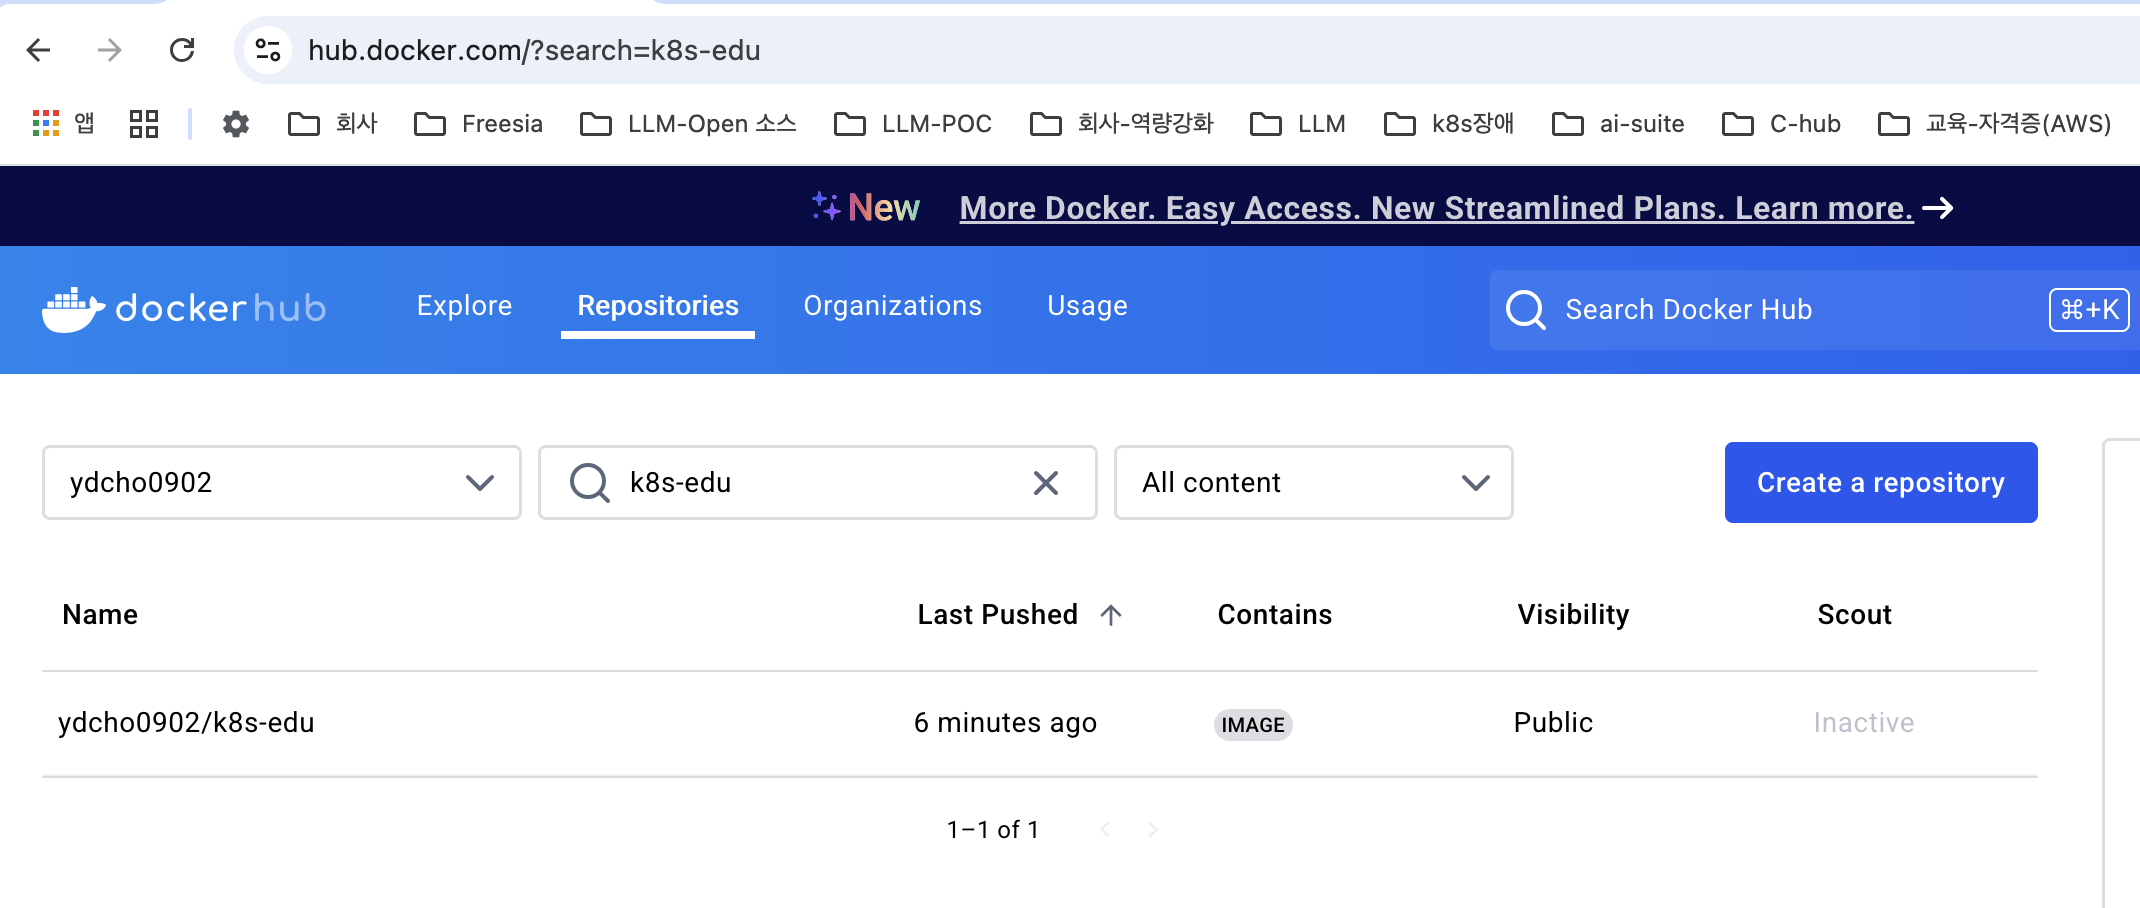 hub.docker.com/?search=k8s-edu
앱 회사 Freesia LLM-Open 소스 LLM-POC 회사-역량강화 LLM k8s장애 ai-suite C-hub 교육-자격증(AWS)
New More Docker. Easy Access. New Streamlined Plans. Learn more.
dockerhub Explore Repositories Organizations Usage Search Docker Hub ⌘+K
ydcho0902 k8s-edu All content Create a repository
Name Last Pushed Contains Visibility Scout
ydcho0902/k8s-edu 6 minutes ago IMAGE Public Inactive
1–1 of 1